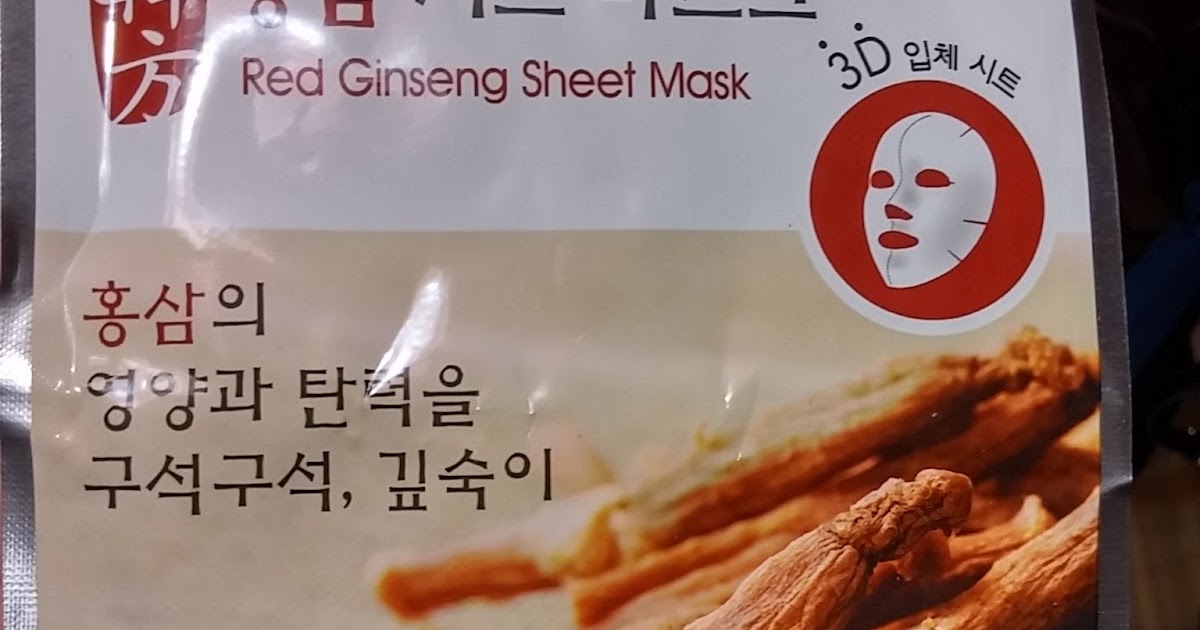 Red Ginseng Sheet Mask
3D 입체 시트
홍삼의
영양과 탄력을
구석구석, 깊숙이